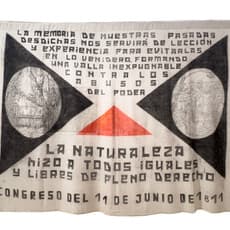 LA MEMORIA DE NUESTRAS PASADAS
DESDICHAS NOS SERVIRÁ DE LECCIÓN
Y EXPERIENCIA PARA EVITARLAS
EN LO VENIDERO, FORMANDO
UNA VALLA INEXPUGNABLE
CONTRA LOS
ABUSOS
DEL PODER
LA NATURALEZA
HIZO A TODOS IGUALES
Y LIBRES DE PLENO DERECHO
CONGRESO DEL 11 DE JUNIO DE 1811